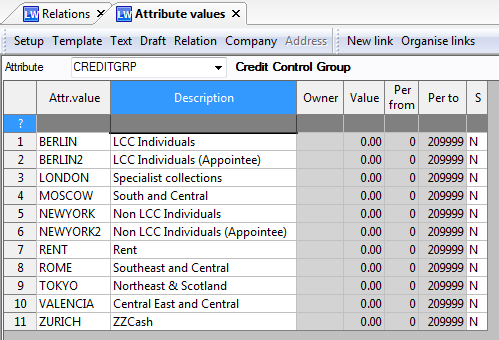 LW Relations × LW Attribute values ×
Setup Template Text Draft Relation Company Address New link Organise links
Attribute CREDITGRP Credit Control Group
Attr.value Description Owner Value Per from Per to S
?
1 BERLIN LCC Individuals 0.00 0 209999 N
2 BERLIN2 LCC Individuals (Appointee) 0.00 0 209999 N
3 LONDON Specialist collections 0.00 0 209999 N
4 MOSCOW South and Central 0.00 0 209999 N
5 NEWYORK Non LCC Individuals 0.00 0 209999 N
6 NEWYORK2 Non LCC Individuals (Appointee) 0.00 0 209999 N
7 RENT Rent 0.00 0 209999 N
8 ROME Southeast and Central 0.00 0 209999 N
9 TOKYO Northeast & Scotland 0.00 0 209999 N
10 VALENCIA Central East and Central 0.00 0 209999 N
11 ZURICH ZZCash 0.00 0 209999 N